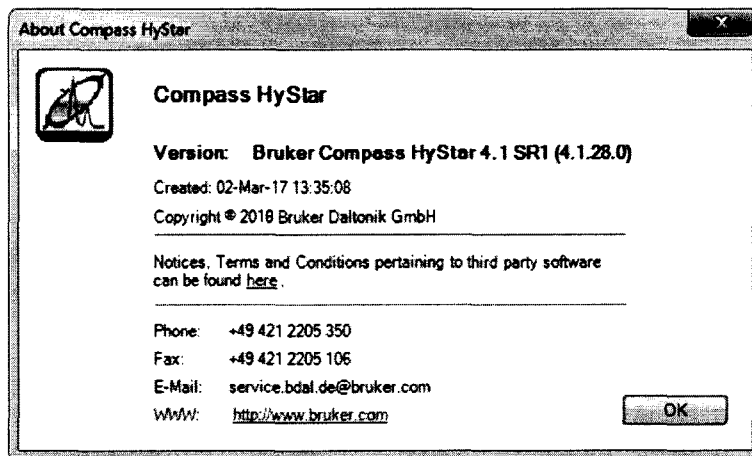 About Compass HyStar
Compass HyStar
Version: Bruker Compass HyStar 4.1 SR1 (4.1.28.0)
Created: 02-Mar-17 13:35:08
Copyright © 2018 Bruker Daltonik GmbH
Notices, Terms and Conditions pertaining to third party software
can be found here .
Phone: +49 421 2205 350
Fax: +49 421 2205 106
E-Mail: service.bdal.de@bruker.com
WWW: http://www.bruker.com
OK